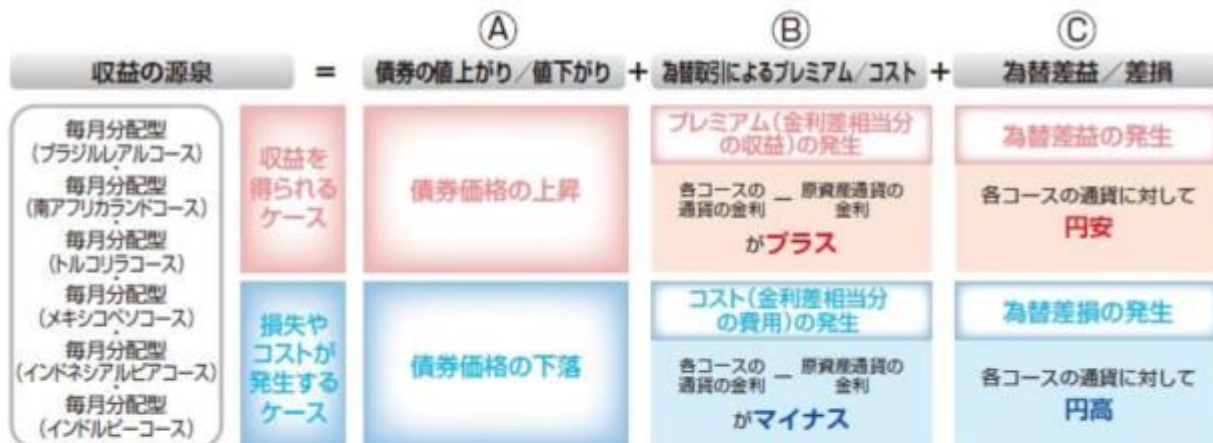 Ⓐ Ⓑ Ⓒ
収益の源泉 = 債券の値上がり/値下がり + 為替取引によるプレミアム/コスト + 為替差益/差損
毎月分配型
(ブラジルレアルコース)
毎月分配型
(南アフリカランドコース)
毎月分配型
(トルコリラコース)
毎月分配型
(メキシコペソコース)
毎月分配型
(インドネシアルピアコース)
毎月分配型
(インドルピーコース)
収益を
得られる
ケース
債券価格の上昇
プレミアム(金利差相当分
の収益)の発生
各コースの
通貨の金利
ー
原資産通貨の
金利
がプラス
為替差益の発生
各コースの通貨に対して
円安
損失や
コストが
発生する
ケース
債券価格の下落
コスト(金利差相当分
の費用)の発生
各コースの
通貨の金利
ー
原資産通貨の
金利
がマイナス
為替差損の発生
各コースの通貨に対して
円高